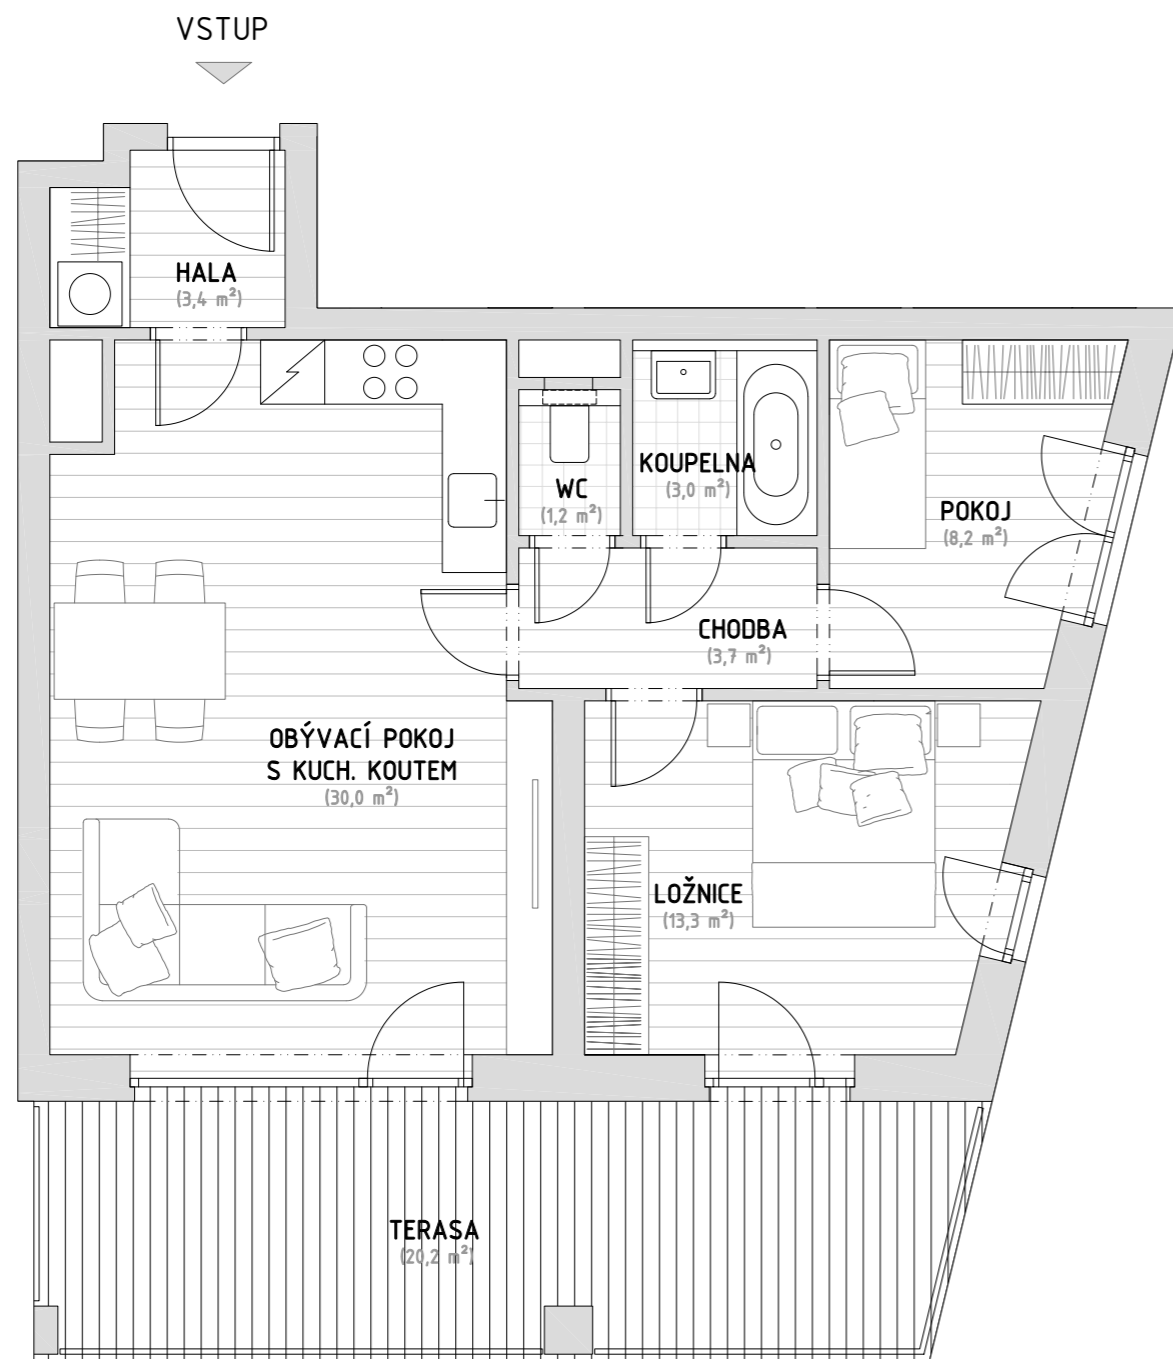 VSTUP
HALA
(3,4 m²)
KOUPELNA
(3,0 m²)
WC
(1,2 m²)
POKOJ
(8,2 m²)
CHODBA
(3,7 m²)
OBÝVACÍ POKOJ
S KUCH. KOUTEM
(30,0 m²)
LOŽNICE
(13,3 m²)
TERASA
(20,2 m²)